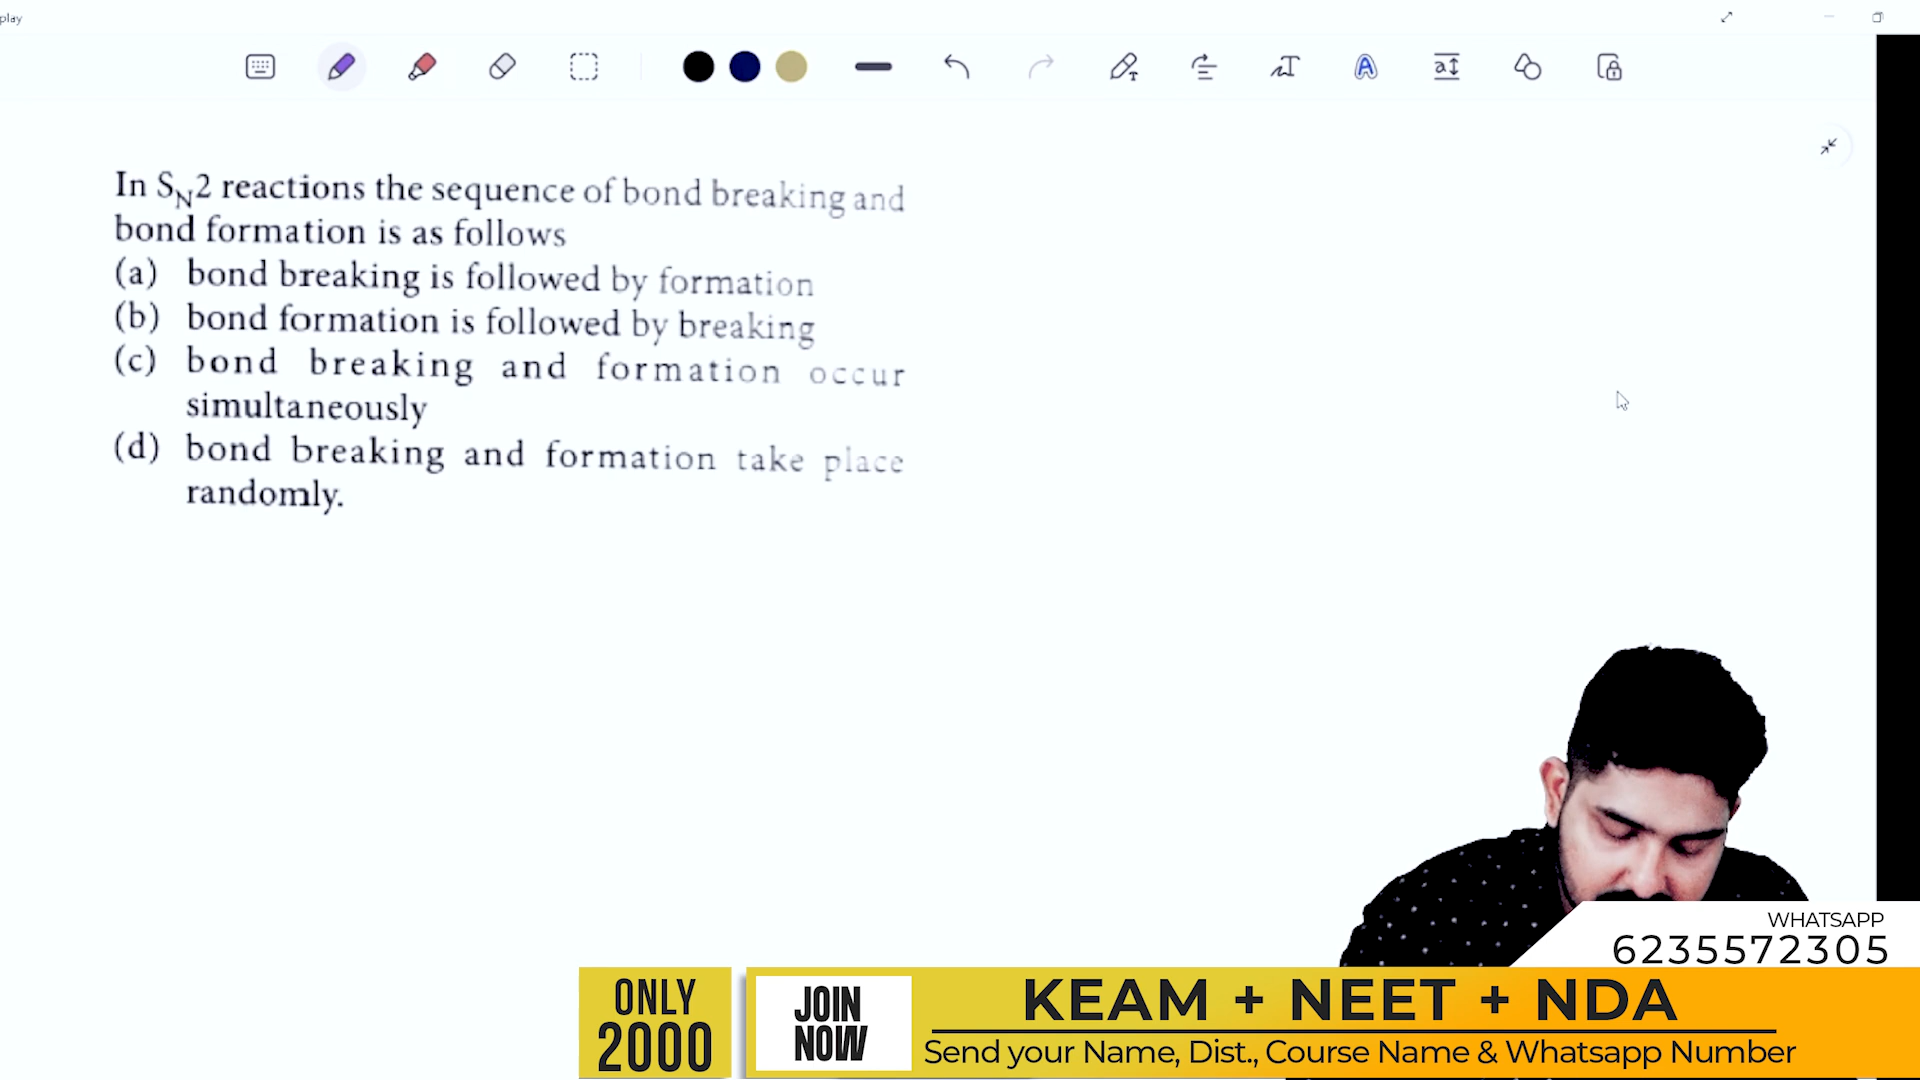 play
In SN2 reactions the sequence of bond breaking and
bond formation is as follows
(a) bond breaking is followed by formation
(b) bond formation is followed by breaking
(c) bond breaking and formation occur
simultaneously
(d) bond breaking and formation take place
randomly.
WHATSAPP
6235572305
ONLY
2000
JOIN
NOW
KEAM + NEET + NDA
Send your Name, Dist., Course Name & Whatsapp Number